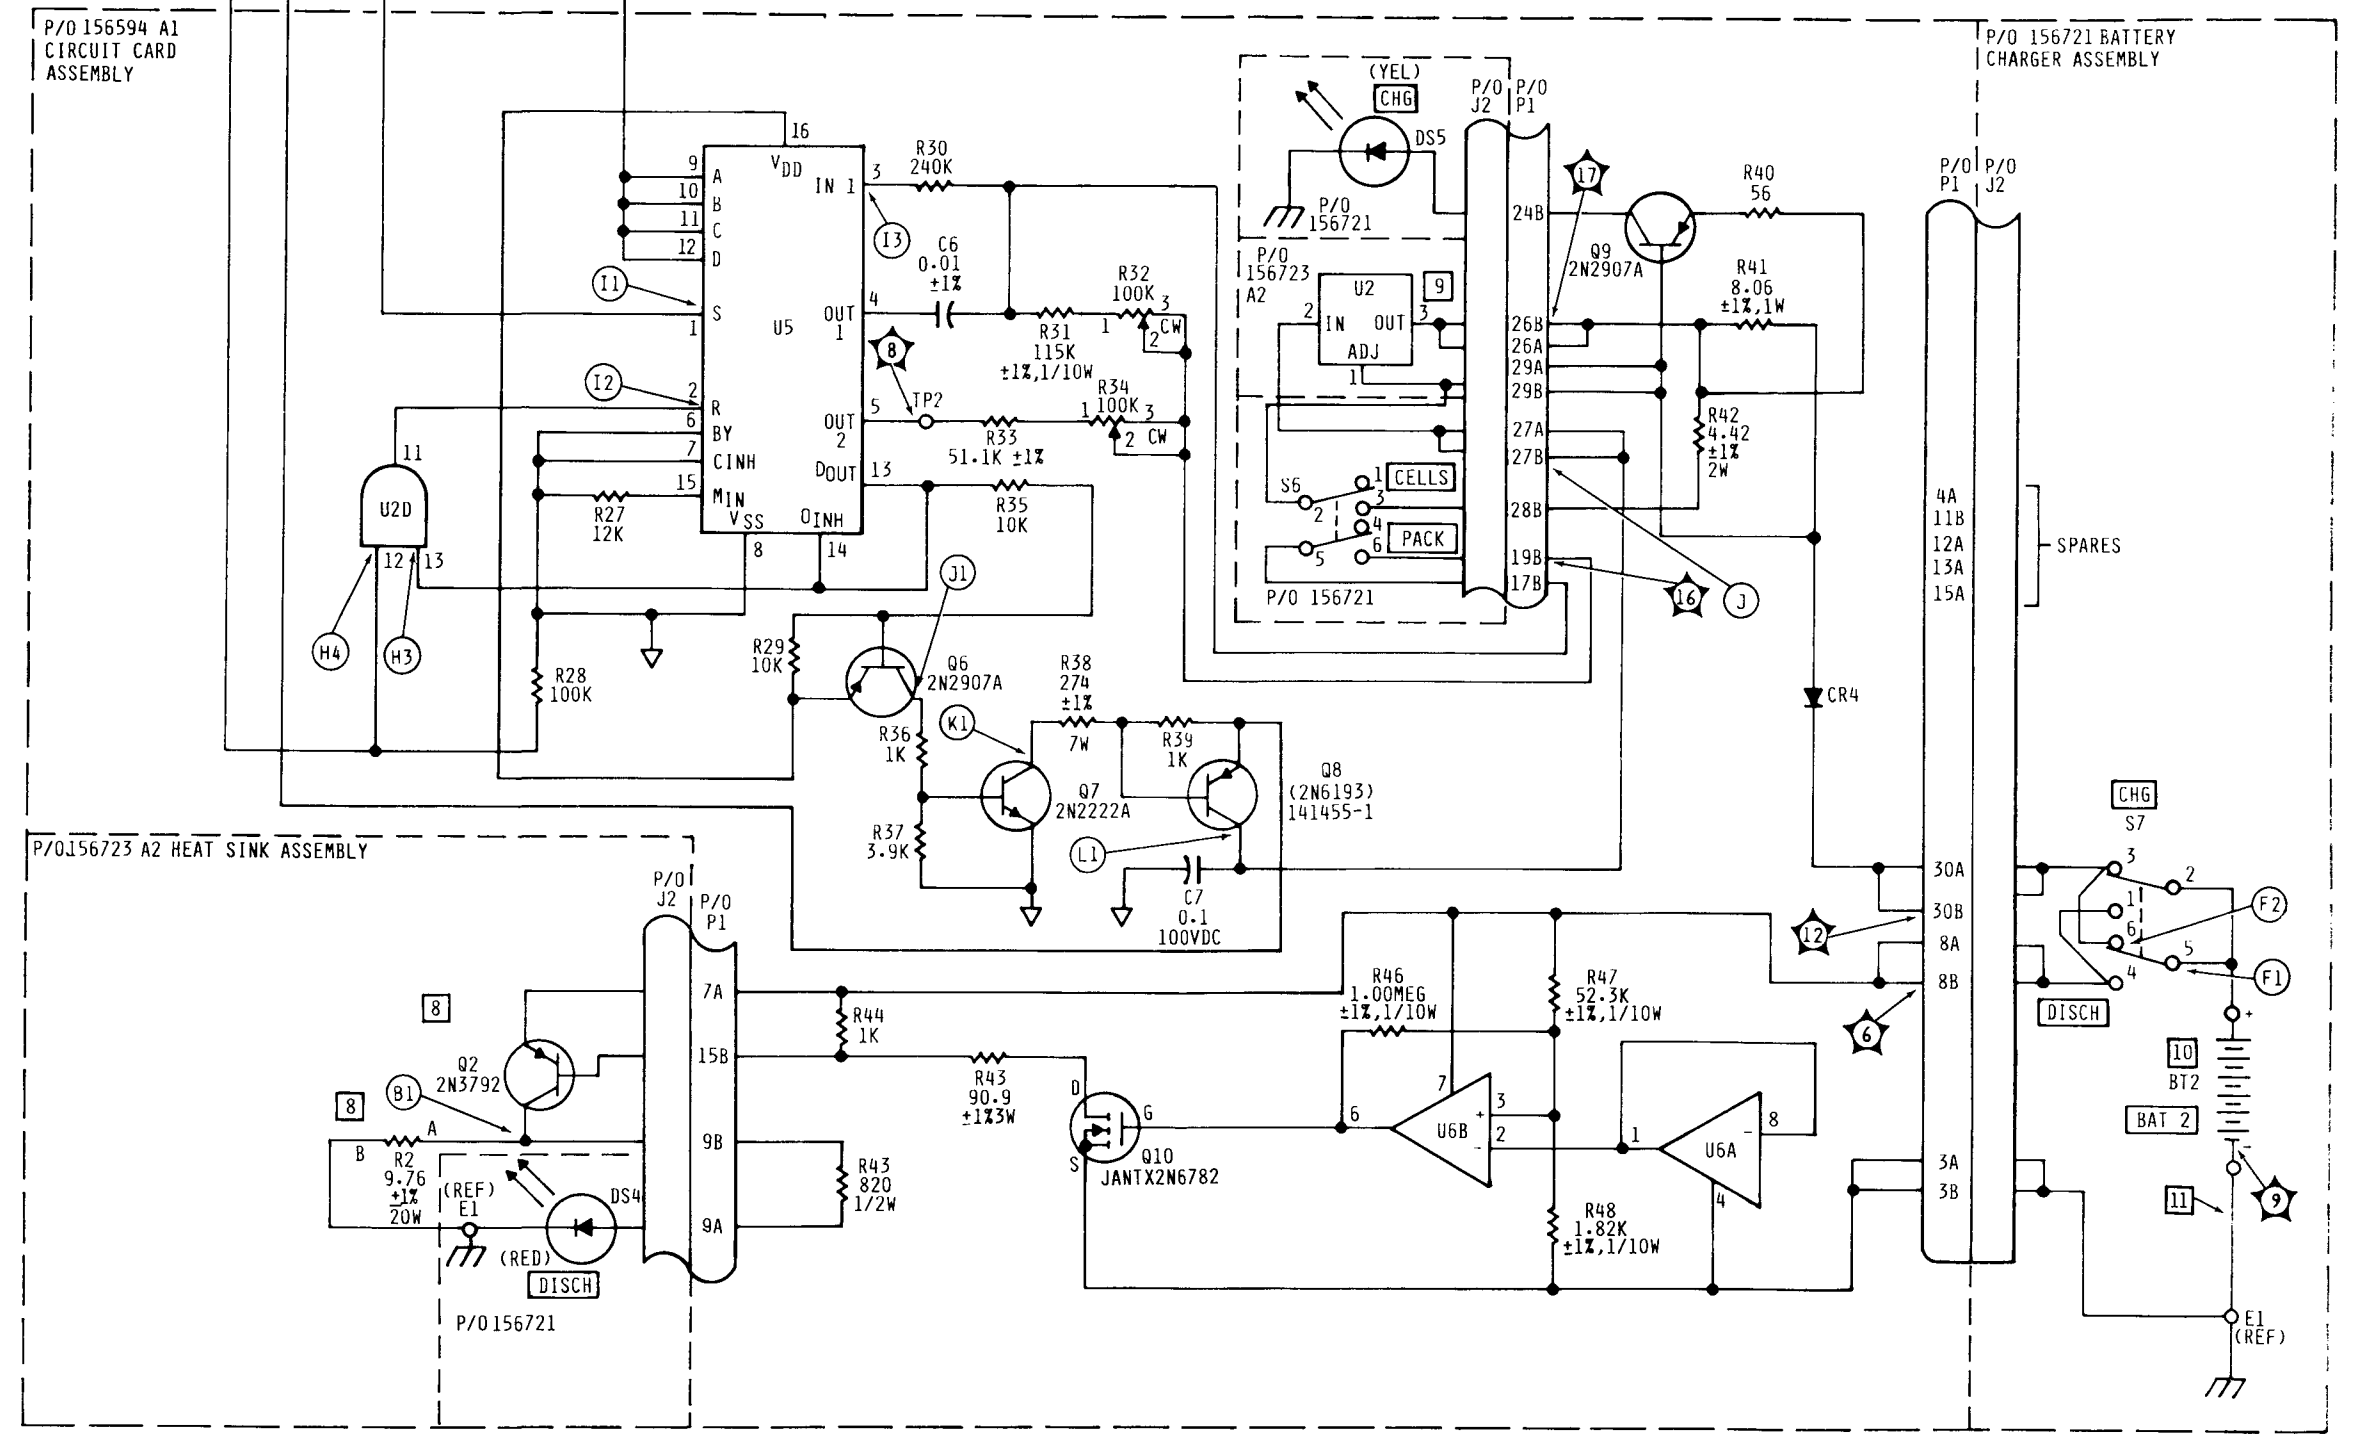 P/O 156594 A1
CIRCUIT CARD
ASSEMBLY
P/O 156721 BATTERY
CHARGER ASSEMBLY
16
VDD
9 A
10 B
11 C
12 D
I1
S
1
U5
I2
2
R
6
BY
7
CINH
15
MIN
VSS
8
OINH
14
IN 1
3
I3
R30
240K
C6
0.01
±1%
4
OUT
1
8
TP2
5
OUT
2
DOUT
13
R31
115K
±1%,1/10W
R32
100K
1
2
3
CW
R33
51.1K ±1%
R34
100K
1
2
3
CW
R35
10K
R27
12K
R28
100K
11
U2D
12
13
H4
H3
J1
R29
10K
Q6
2N2907A
R36
1K
R37
3.9K
K1
Q7
2N2222A
R38
274
±1%
7W
R39
1K
Q8
(2N6193)
141455-1
L1
C7
0.1
100VDC
(YEL)
CHG
DS5
P/O
156721
P/O
J2
P/O
P1
P/O
156723
A2
9
U2
2
IN
OUT
3
ADJ
1
S6
1
2
3
4
5
6
CELLS
PACK
P/O 156721
24B
26B
26A
29A
29B
27A
27B
28B
19B
17B
17
16
J
Q9
2N2907A
R40
56
R41
8.06
±1%,1W
R42
4.42
±1%
2W
CR4
P/O
P1
P/O
J2
4A
11B
12A
13A
15A
SPARES
30A
30B
8A
8B
3A
3B
12
6
CHG
S7
3
2
1
6
5
4
F2
F1
DISCH
+
10
BT2
BAT 2
-
11
9
E1
(REF)
P/O156723 A2 HEAT SINK ASSEMBLY
P/O
J2
P/O
P1
8
Q2
2N3792
8
B1
A
B
R2
9.76
±1%
20W
(REF)
E1
DS4
(RED)
DISCH
P/O156721
7A
15B
9B
9A
R44
1K
R43
90.9
±1%3W
R43
820
1/2W
D
G
S
Q10
JANTX2N6782
R46
1.00MEG
±1%,1/10W
R47
52.3K
±1%,1/10W
7
6
U6B
+
3
-
2
1
U6A
-
8
4
R48
1.82K
±1%,1/10W